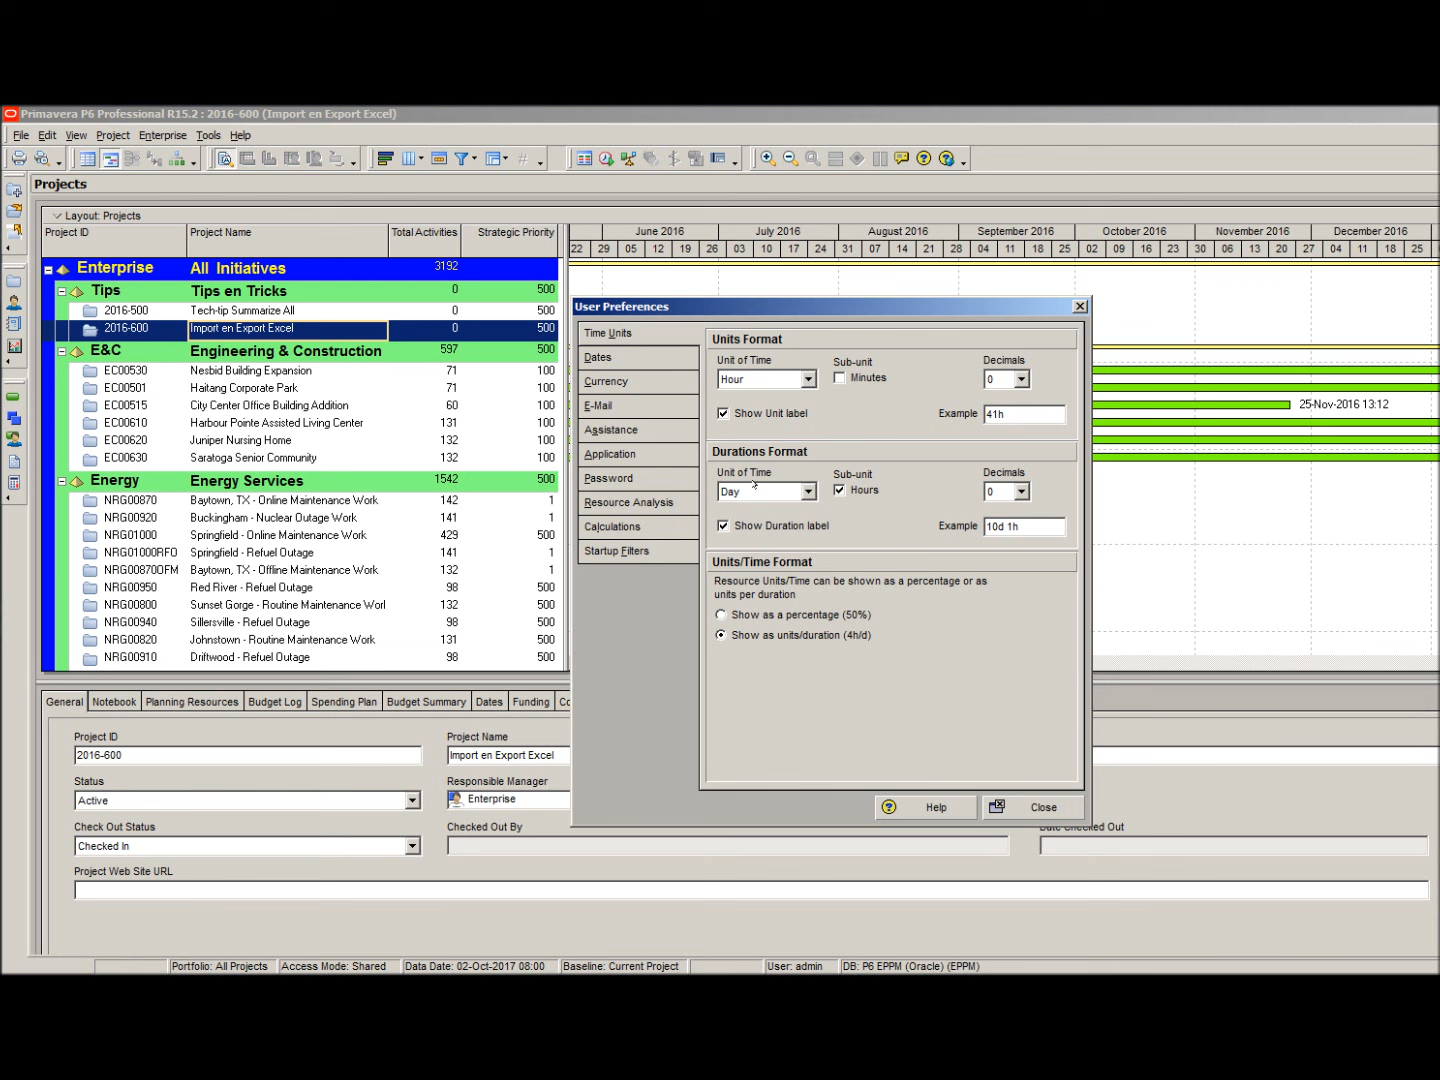 Primavera P6 Professional R15.2 : 2016-600 (Import en Export Excel)
File Edit View Project Enterprise Tools Help
Projects
Layout: Projects
Project ID Project Name Total Activities Strategic Priority
June 2016 July 2016 August 2016 September 2016 October 2016 November 2016 December 2016
22 29 05 12 19 26 03 10 17 24 31 07 14 21 28 04 11 18 25 02 09 16 23 30 06 13 20 27 04 11 18 25
Enterprise All Initiatives 3192
Tips Tips en Tricks 0 500
2016-500 Tech-tip Summarize All 0 500
2016-600 Import en Export Excel 0 500
E&C Engineering & Construction 597 500
EC00530 Nesbid Building Expansion 71 100
EC00501 Haitang Corporate Park 71 100
EC00515 City Center Office Building Addition 60 100
25-Nov-2016 13:12
EC00610 Harbour Pointe Assisted Living Center 131 100
EC00620 Juniper Nursing Home 132 100
EC00630 Saratoga Senior Community 132 100
Energy Energy Services 1542 500
NRG00870 Baytown, TX - Online Maintenance Work 142 1
NRG00920 Buckingham - Nuclear Outage Work 141 1
NRG01000 Springfield - Online Maintenance Work 429 500
NRG01000RFO Springfield - Refuel Outage 141 1
NRG00870OFM Baytown, TX - Offline Maintenance Work 132 1
NRG00950 Red River - Refuel Outage 98 500
NRG00800 Sunset Gorge - Routine Maintenance Worl 132 500
NRG00940 Sillersville - Refuel Outage 98 500
NRG00820 Johnstown - Routine Maintenance Work 131 500
NRG00910 Driftwood - Refuel Outage 98 500
User Preferences
Time Units
Dates
Currency
E-Mail
Assistance
Application
Password
Resource Analysis
Calculations
Startup Filters
Units Format
Unit of Time Sub-unit Decimals
Hour Minutes 0
Show Unit label Example 41h
Durations Format
Unit of Time Sub-unit Decimals
Day Hours 0
Show Duration label Example 10d 1h
Units/Time Format
Resource Units/Time can be shown as a percentage or as
units per duration
Show as a percentage (50%)
Show as units/duration (4h/d)
Help Close
General Notebook Planning Resources Budget Log Spending Plan Budget Summary Dates Funding Co
Project ID Project Name
2016-600 Import en Export Excel
Status Responsible Manager
Active Enterprise
Check Out Status Checked Out By Date Checked Out
Checked In
Project Web Site URL
Portfolio: All Projects Access Mode: Shared Data Date: 02-Oct-2017 08:00 Baseline: Current Project User: admin DB: P6 EPPM (Oracle) (EPPM)